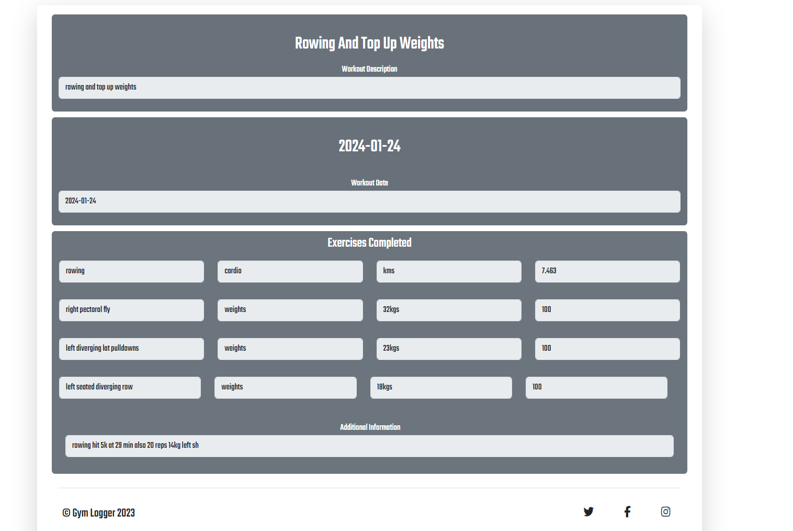 Rowing And Top Up Weights
Workout Description
rowing and top up weights
2024-01-24
Workout Date
2024-01-24
Exercises Completed
rowing cardio kms 7.463
right pectoral fly weights 32kgs 100
left diverging lat pulldowns weights 23kgs 100
left seated diverging row weights 18kgs 100
Additional Information
rowing hit 5k at 29 min also 20 reps 14kg left sh
© Gym Logger 2023